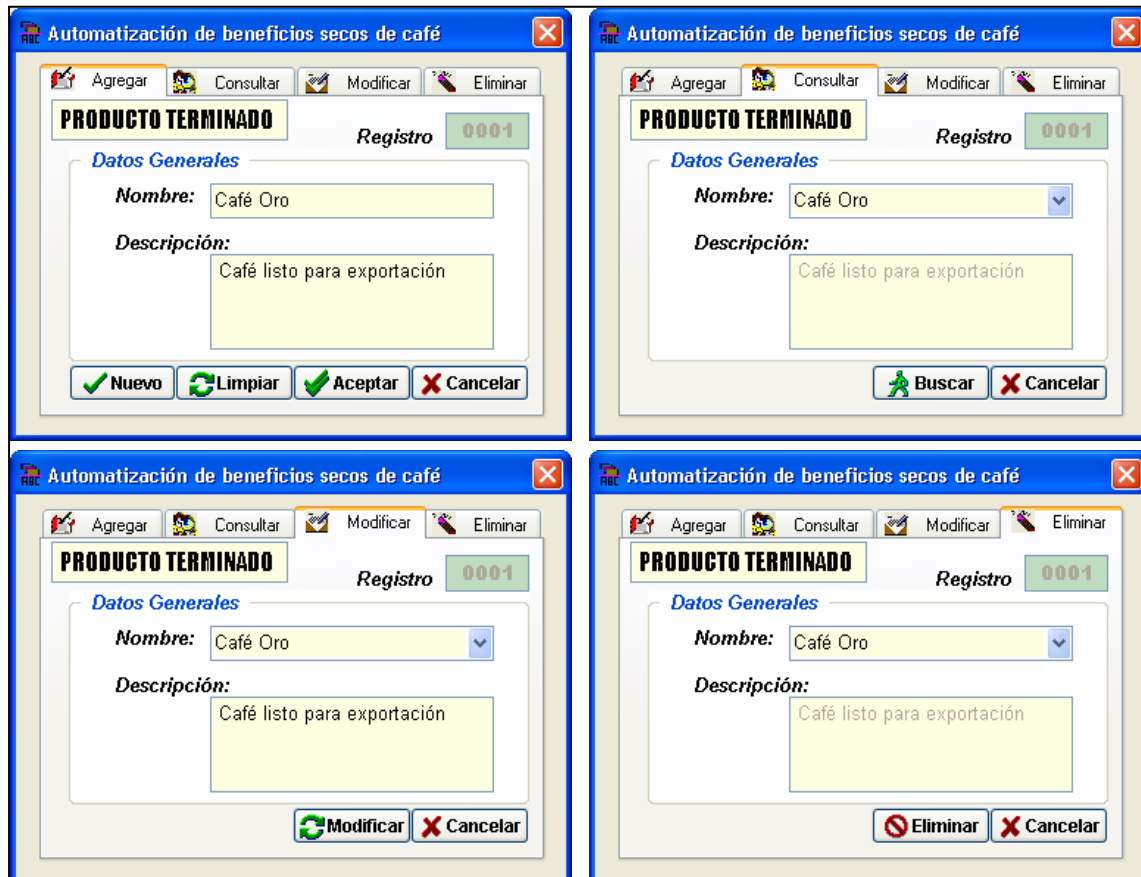 Automatización de beneficios secos de café
Agregar Consultar Modificar Eliminar
PRODUCTO TERMINADO
Registro 0001
Datos Generales
Nombre: Café Oro
Descripción:
Café listo para exportación
Nuevo Limpiar Aceptar Cancelar
Automatización de beneficios secos de café
Agregar Consultar Modificar Eliminar
PRODUCTO TERMINADO
Registro 0001
Datos Generales
Nombre: Café Oro
Descripción:
Café listo para exportación
Buscar Cancelar
Automatización de beneficios secos de café
Agregar Consultar Modificar Eliminar
PRODUCTO TERMINADO
Registro 0001
Datos Generales
Nombre: Café Oro
Descripción:
Café listo para exportación
Modificar Cancelar
Automatización de beneficios secos de café
Agregar Consultar Modificar Eliminar
PRODUCTO TERMINADO
Registro 0001
Datos Generales
Nombre: Café Oro
Descripción:
Café listo para exportación
Eliminar Cancelar